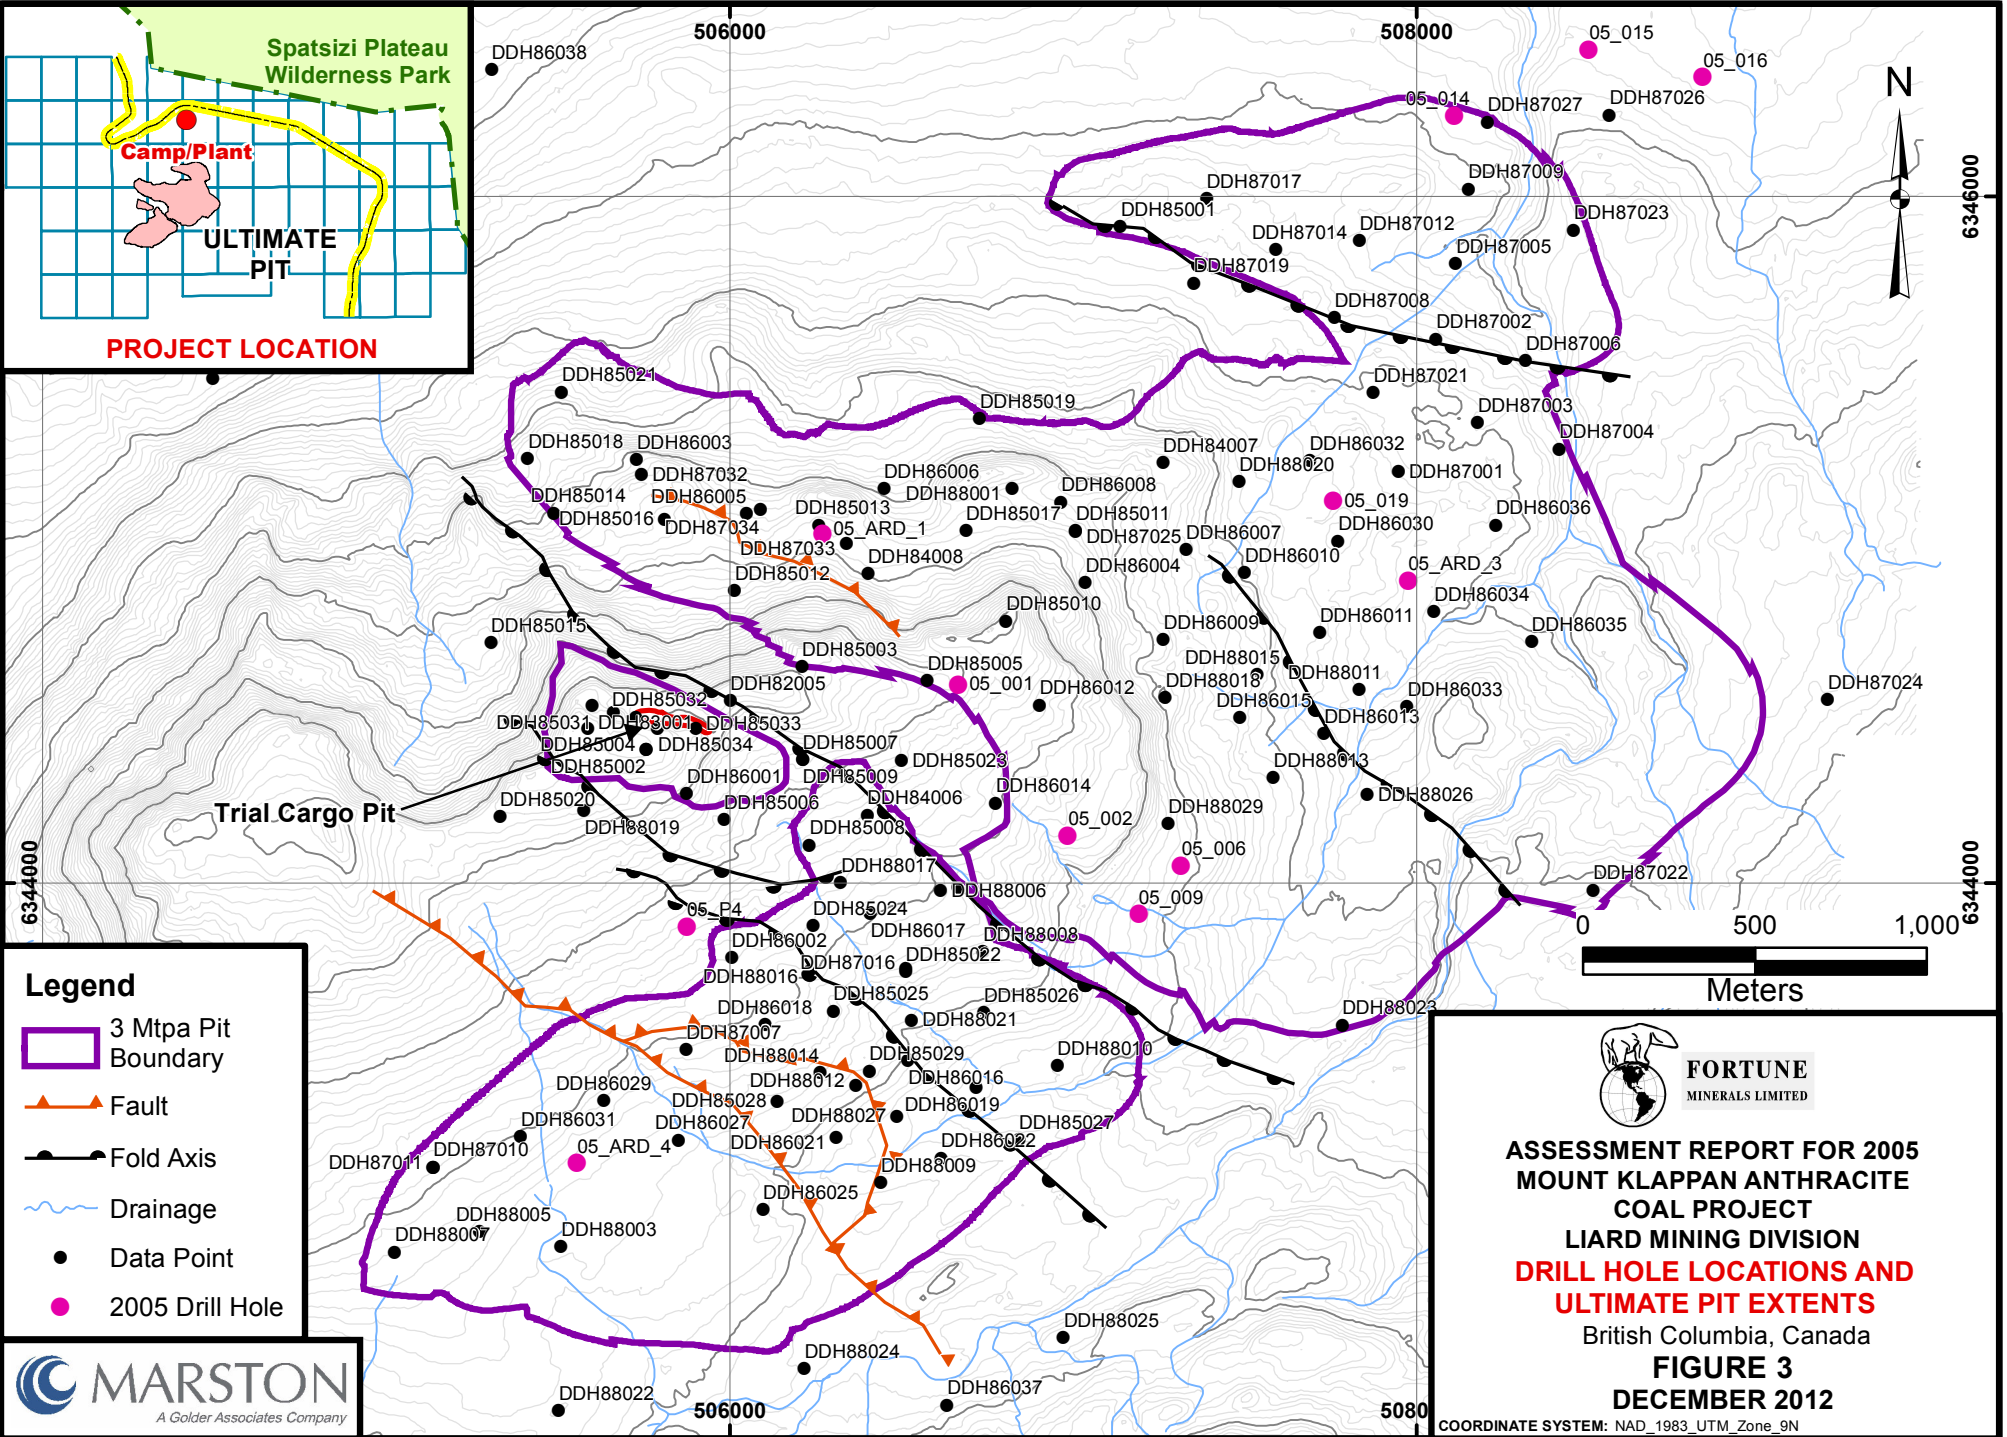 Spatsizi Plateau
Wilderness Park
Camp/Plant
ULTIMATE
PIT
PROJECT LOCATION
506000
508000
N
6346000
6344000
6344000
506000
5080
DDH86038
05_015
05_016
05_014
DDH87027
DDH87026
DDH87009
DDH87017
DDH85001
DDH87023
DDH87014
DDH87012
DDH87005
DDH87019
DDH87008
DDH87002
DDH87006
DDH85021
DDH87021
DDH85019
DDH87003
DDH87004
DDH85018
DDH86003
DDH84007
DDH86032
DDH88020
DDH87001
DDH87032
DDH86006
DDH88001
DDH86008
DDH85014
DDH86005
05_019
DDH85016
DDH87034
DDH85013
05_ARD_1
DDH85017
DDH85011
DDH86030
DDH86036
DDH87033
DDH84008
DDH87025
DDH86007
DDH86010
DDH85012
DDH86004
05_ARD_3
DDH85010
DDH86034
DDH85015
DDH86009
DDH86011
DDH86035
DDH85003
DDH85005
05_001
DDH88015
DDH88011
DDH82005
DDH86012
DDH88018
DDH86015
DDH86033
DDH86013
DDH87024
DDH85032
DDH85031
DDH83001
DDH85033
DDH85004
DDH85034
DDH85002
DDH85007
DDH85023
DDH88013
DDH86001
DDH85009
DDH86014
DDH88026
Trial Cargo Pit
DDH85020
DDH88019
DDH85006
DDH84006
DDH85008
05_002
DDH88029
05_006
DDH88017
DDH88006
DDH87022
05_P4
DDH85024
05_009
DDH86002
DDH86017
DDH88008
DDH88016
DDH87016
DDH85022
DDH86018
DDH85025
DDH85026
DDH88021
DDH88023
DDH87007
DDH88014
DDH85029
DDH88010
DDH86029
DDH88012
DDH86016
DDH85028
DDH86019
DDH86031
DDH86027
DDH88027
DDH85027
DDH86021
DDH86022
DDH87011
DDH87010
05_ARD_4
DDH88009
DDH86025
DDH88005
DDH88007
DDH88003
DDH88025
DDH88024
DDH88022
DDH86037
0 500 1,000
Meters
Legend
3 Mtpa Pit
Boundary
Fault
Fold Axis
Drainage
Data Point
2005 Drill Hole
MARSTON
A Golder Associates Company
FORTUNE
MINERALS LIMITED
ASSESSMENT REPORT FOR 2005
MOUNT KLAPPAN ANTHRACITE
COAL PROJECT
LIARD MINING DIVISION
DRILL HOLE LOCATIONS AND
ULTIMATE PIT EXTENTS
British Columbia, Canada
FIGURE 3
DECEMBER 2012
COORDINATE SYSTEM: NAD_1983_UTM_Zone_9N